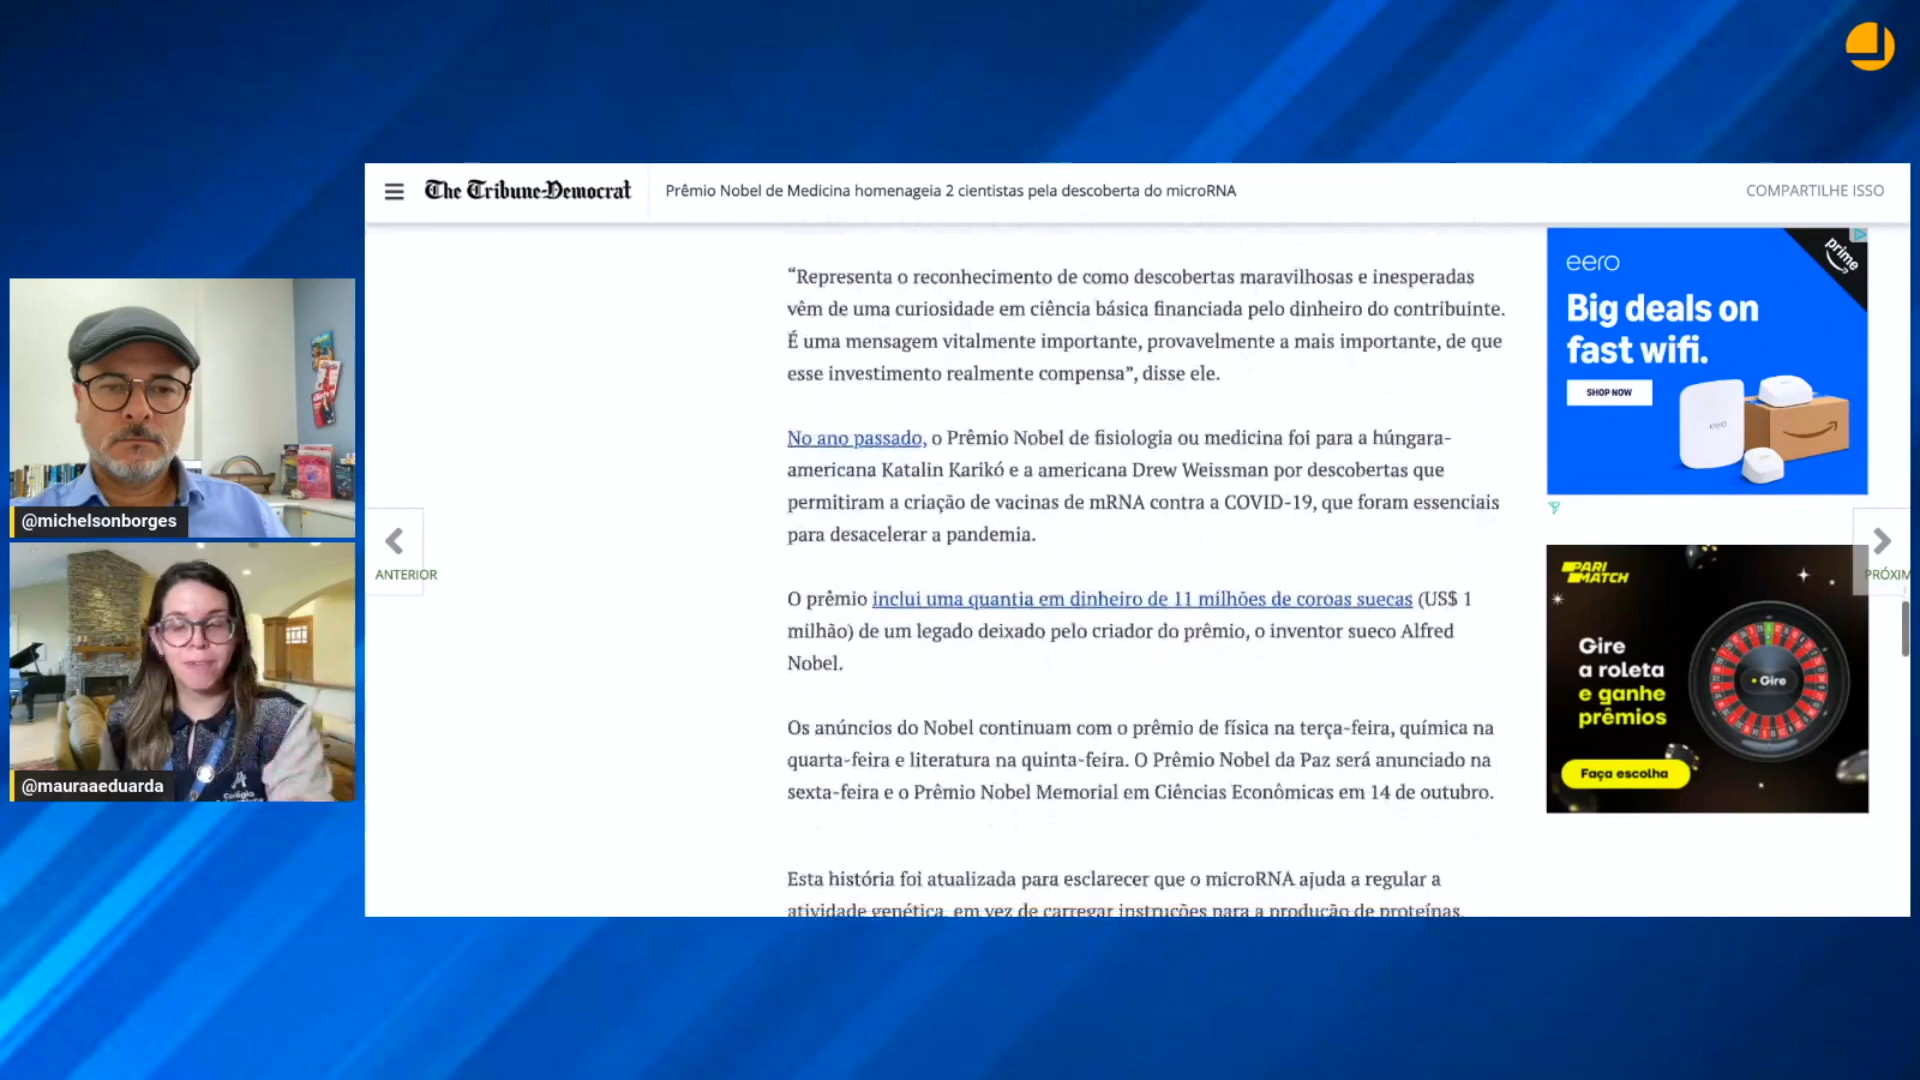 The Tribune-Democrat
Prêmio Nobel de Medicina homenageia 2 cientistas pela descoberta do microRNA
COMPARTILHE ISSO
“Representa o reconhecimento de como descobertas maravilhosas e inesperadas
vêm de uma curiosidade em ciência básica financiada pelo dinheiro do contribuinte.
É uma mensagem vitalmente importante, provavelmente a mais importante, de que
esse investimento realmente compensa”, disse ele.
No ano passado, o Prêmio Nobel de fisiologia ou medicina foi para a húngara-
americana Katalin Karikó e a americana Drew Weissman por descobertas que
permitiram a criação de vacinas de mRNA contra a COVID-19, que foram essenciais
para desacelerar a pandemia.
O prêmio inclui uma quantia em dinheiro de 11 milhões de coroas suecas (US$ 1
milhão) de um legado deixado pelo criador do prêmio, o inventor sueco Alfred
Nobel.
Os anúncios do Nobel continuam com o prêmio de física na terça-feira, química na
quarta-feira e literatura na quinta-feira. O Prêmio Nobel da Paz será anunciado na
sexta-feira e o Prêmio Nobel Memorial em Ciências Econômicas em 14 de outubro.
Esta história foi atualizada para esclarecer que o microRNA ajuda a regular a
atividade genética, em vez de carregar instruções para a produção de proteínas.
ANTERIOR
PRÓXIM
eero
prime
Big deals on
fast wifi.
SHOP NOW
eero
PARI
MATCH
Gire
a roleta
e ganhe
prêmios
Gire
Faça escolha
@michelsonborges
@mauraaeduarda